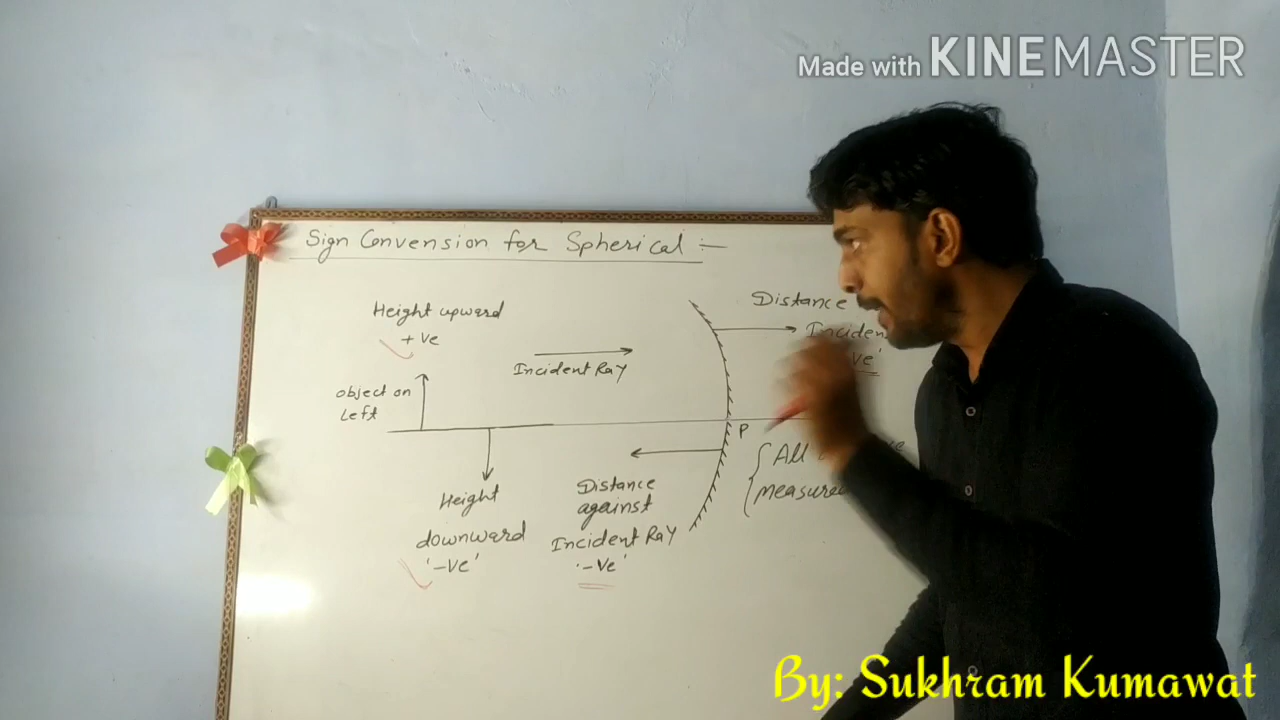 Made with KINEMASTER
Sign Convension for Spherical :-
Height upward
+ve
object on
left
Incident Ray
Distance
P
Height
downward
'-ve'
Distance
against
Incident Ray
'-ve'
{ All
By: Sukhram Kumawat